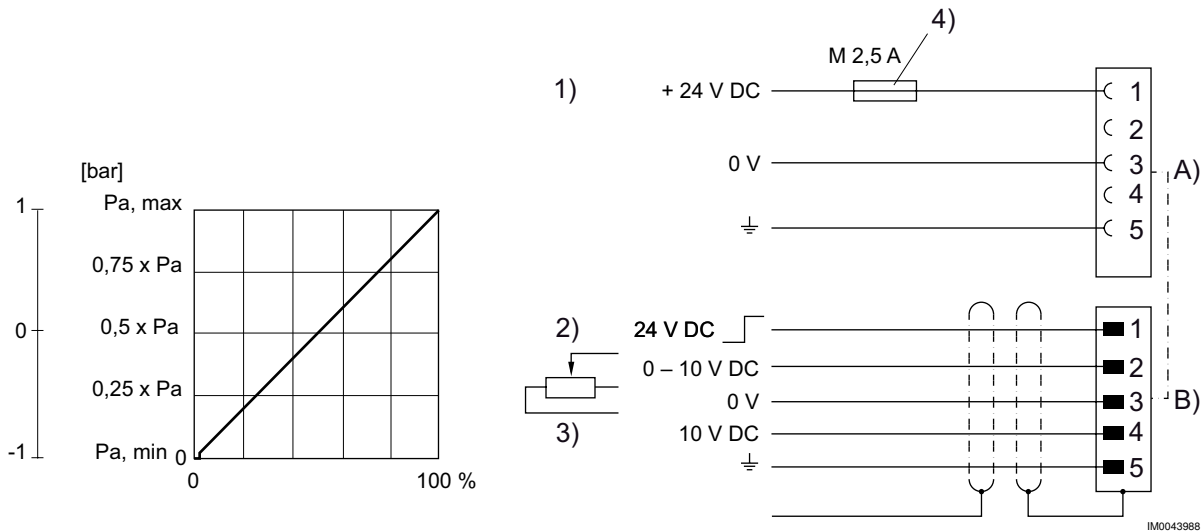 [bar]
1
0
-1
Pa, max
0,75 x Pa
0,5 x Pa
0,25 x Pa
Pa, min 0
0
100 %
4)
M 2,5 A
1)
+ 24 V DC
0 V
1
2
3
4
5
A)
2)
24 V DC
0 – 10 V DC
0 V
3)
10 V DC
1
2
3
4
5
B)
IM0043988